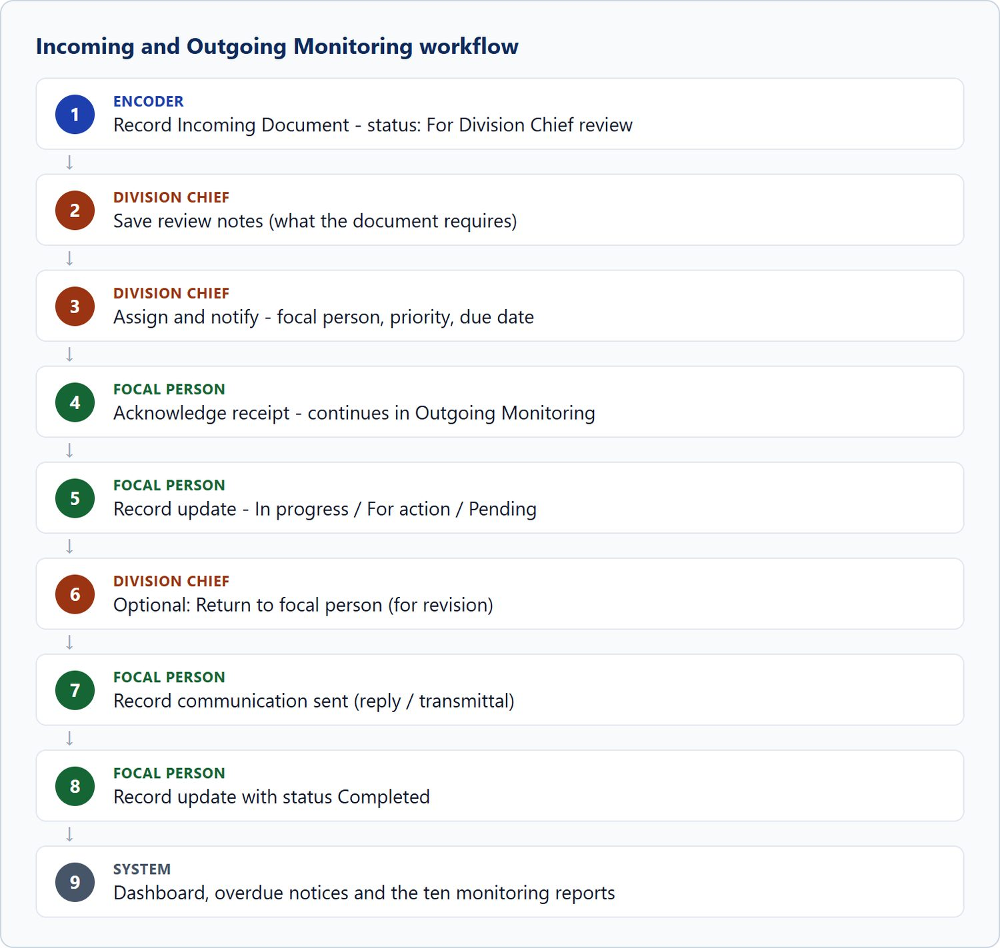 Incoming and Outgoing Monitoring workflow
1
ENCODER
Record Incoming Document - status: For Division Chief review
↓
2
DIVISION CHIEF
Save review notes (what the document requires)
↓
3
DIVISION CHIEF
Assign and notify - focal person, priority, due date
↓
4
FOCAL PERSON
Acknowledge receipt - continues in Outgoing Monitoring
↓
5
FOCAL PERSON
Record update - In progress / For action / Pending
↓
6
DIVISION CHIEF
Optional: Return to focal person (for revision)
↓
7
FOCAL PERSON
Record communication sent (reply / transmittal)
↓
8
FOCAL PERSON
Record update with status Completed
↓
9
SYSTEM
Dashboard, overdue notices and the ten monitoring reports